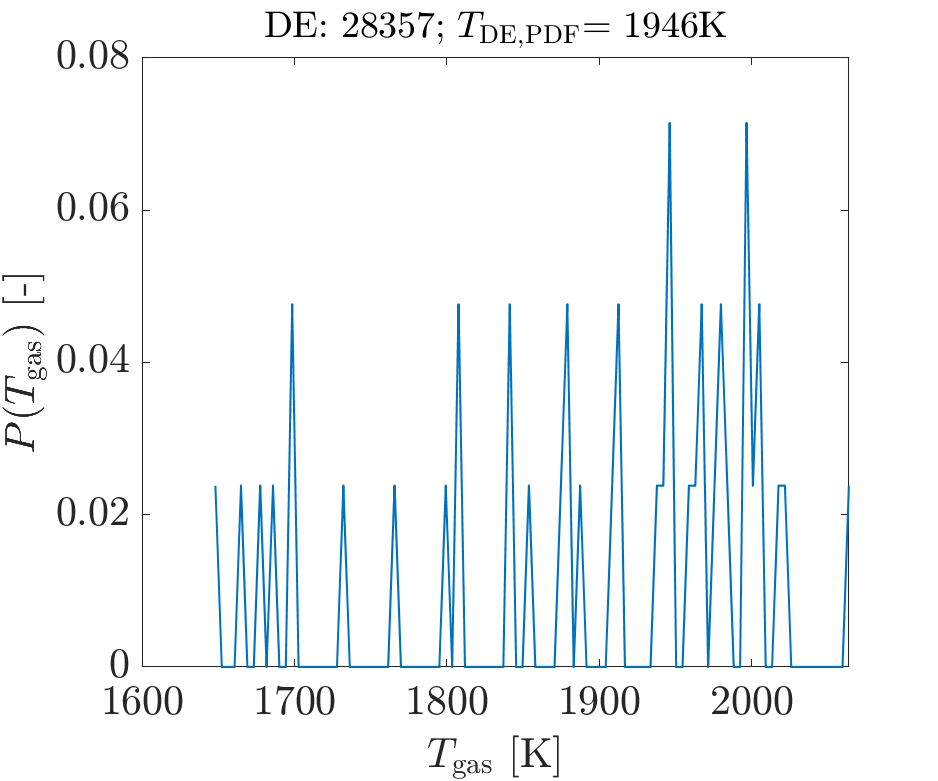 DE: 28357; T_DE,PDF= 1946K
0.08
0.06
0.04
0.02
0
P(T_gas) [-]
1600 1700 1800 1900 2000
T_gas [K]